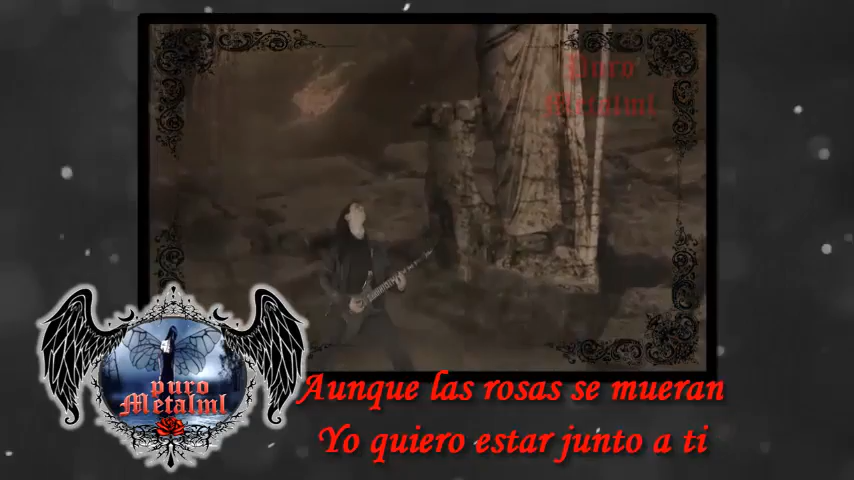 Puro
Metalml
puro
Metalml
Aunque las rosas se mueran
Yo quiero estar junto a ti